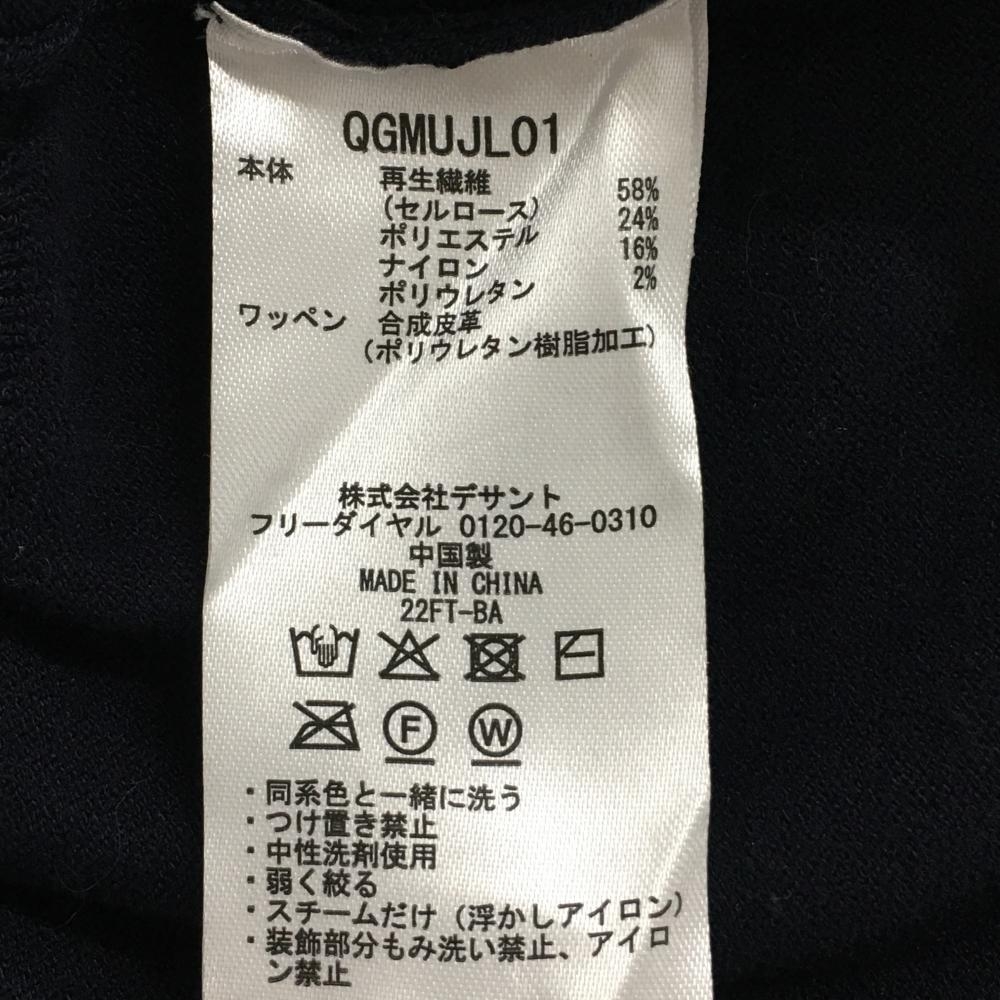 QGMUJL01
本体 再生繊維 58%
(セルロース) 24%
ポリエステル 16%
ナイロン 2%
ポリウレタン
ワッペン 合成皮革
(ポリウレタン樹脂加工)
株式会社デサント
フリーダイヤル 0120-46-0310
中国製
MADE IN CHINA
22FT-BA
F W
・同系色と一緒に洗う
・つけ置き禁止
・中性洗剤使用
・弱く絞る
・スチームだけ(浮かしアイロン)
・装飾部分もみ洗い禁止、アイロ
ン禁止